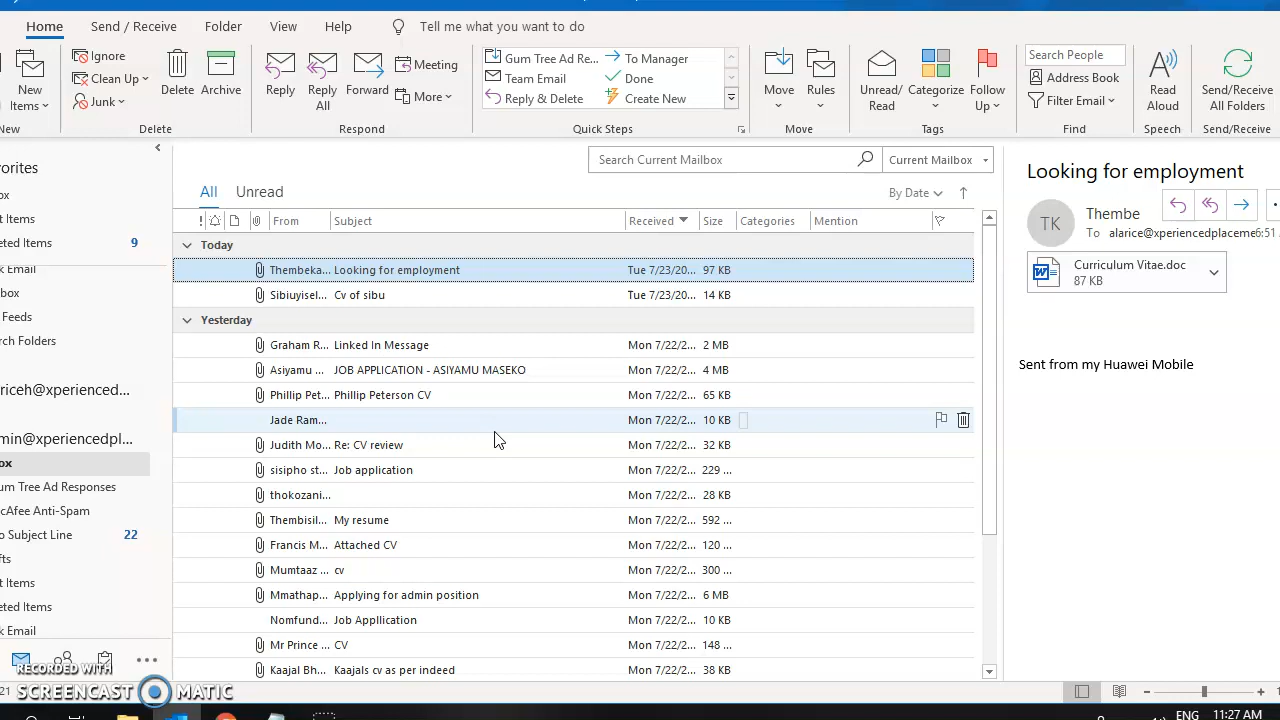 Home Send / Receive Folder View Help Tell me what you want to do
New Items
New
Ignore
Clean Up
Junk
Delete
Archive
Delete
Reply
Reply All
Forward
Meeting
More
Respond
Gum Tree Ad Re...
Team Email
Reply & Delete
To Manager
Done
Create New
Quick Steps
Move
Rules
Move
Unread/ Read
Categorize
Follow Up
Tags
Search People
Address Book
Filter Email
Find
Read Aloud
Speech
Send/Receive All Folders
Send/Receive
vorites
ox
t Items
eted Items 9
k Email
box
Feeds
rch Folders
riceh@xperienced...
min@xperiencedpl...
ox
um Tree Ad Responses
cAfee Anti-Spam
o Subject Line 22
fts
t Items
eted Items
k Email
21
RECORDED WITH
SCREENCAST MATIC
Search Current Mailbox Current Mailbox
All Unread By Date
! From Subject Received Size Categories Mention
Today
Thembeka... Looking for employment Tue 7/23/20... 97 KB
Sibiuyisel... Cv of sibu Tue 7/23/20... 14 KB
Yesterday
Graham R... Linked In Message Mon 7/22/2... 2 MB
Asiyamu ... JOB APPLICATION - ASIYAMU MASEKO Mon 7/22/2... 4 MB
Phillip Pet... Phillip Peterson CV Mon 7/22/2... 65 KB
Jade Ram... Mon 7/22/2... 10 KB
Judith Mo... Re: CV review Mon 7/22/2... 32 KB
sisipho st... Job application Mon 7/22/2... 229 ...
thokozani... Mon 7/22/2... 28 KB
Thembisil... My resume Mon 7/22/2... 592 ...
Francis M... Attached CV Mon 7/22/2... 120 ...
Mumtaaz ... cv Mon 7/22/2... 300 ...
Mmathap... Applying for admin position Mon 7/22/2... 6 MB
Nomfund... Job Appllication Mon 7/22/2... 10 KB
Mr Prince ... CV Mon 7/22/2... 148 ...
Kaajal Bh... Kaajals cv as per indeed Mon 7/22/2... 38 KB
Looking for employment
TK
Thembe
To alarice@xperiencedplaceme 6:51
Curriculum Vitae.doc
87 KB
Sent from my Huawei Mobile
ENG 11:27 AM